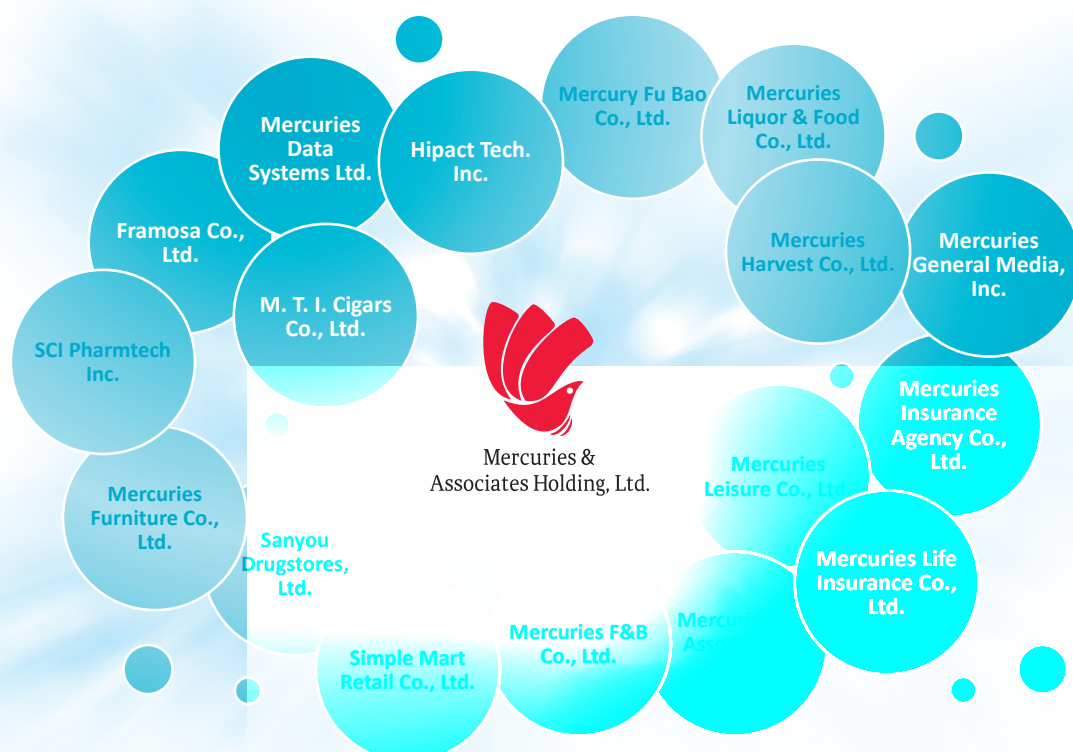 Mercury Fu Bao
Co., Ltd.
Mercuries
Liquor & Food
Co., Ltd.
Mercuries
Data
Systems Ltd.
Hipact Tech.
Inc.
Framosa Co.,
Ltd.
Mercuries
Harvest Co., Ltd.
Mercuries
General Media,
Inc.
M. T. I. Cigars
Co., Ltd.
SCI Pharmtech
Inc.
Mercuries
Insurance
Agency Co.,
Ltd.
Mercuries &
Associates Holding, Ltd.
Mercuries
Leisure Co., Ltd.
Mercuries
Furniture Co.,
Ltd.
Sanyou
Drugstores,
Ltd.
Mercuries Life
Insurance Co.,
Ltd.
Mercuries F&B
Co., Ltd.
Simple Mart
Retail Co., Ltd.